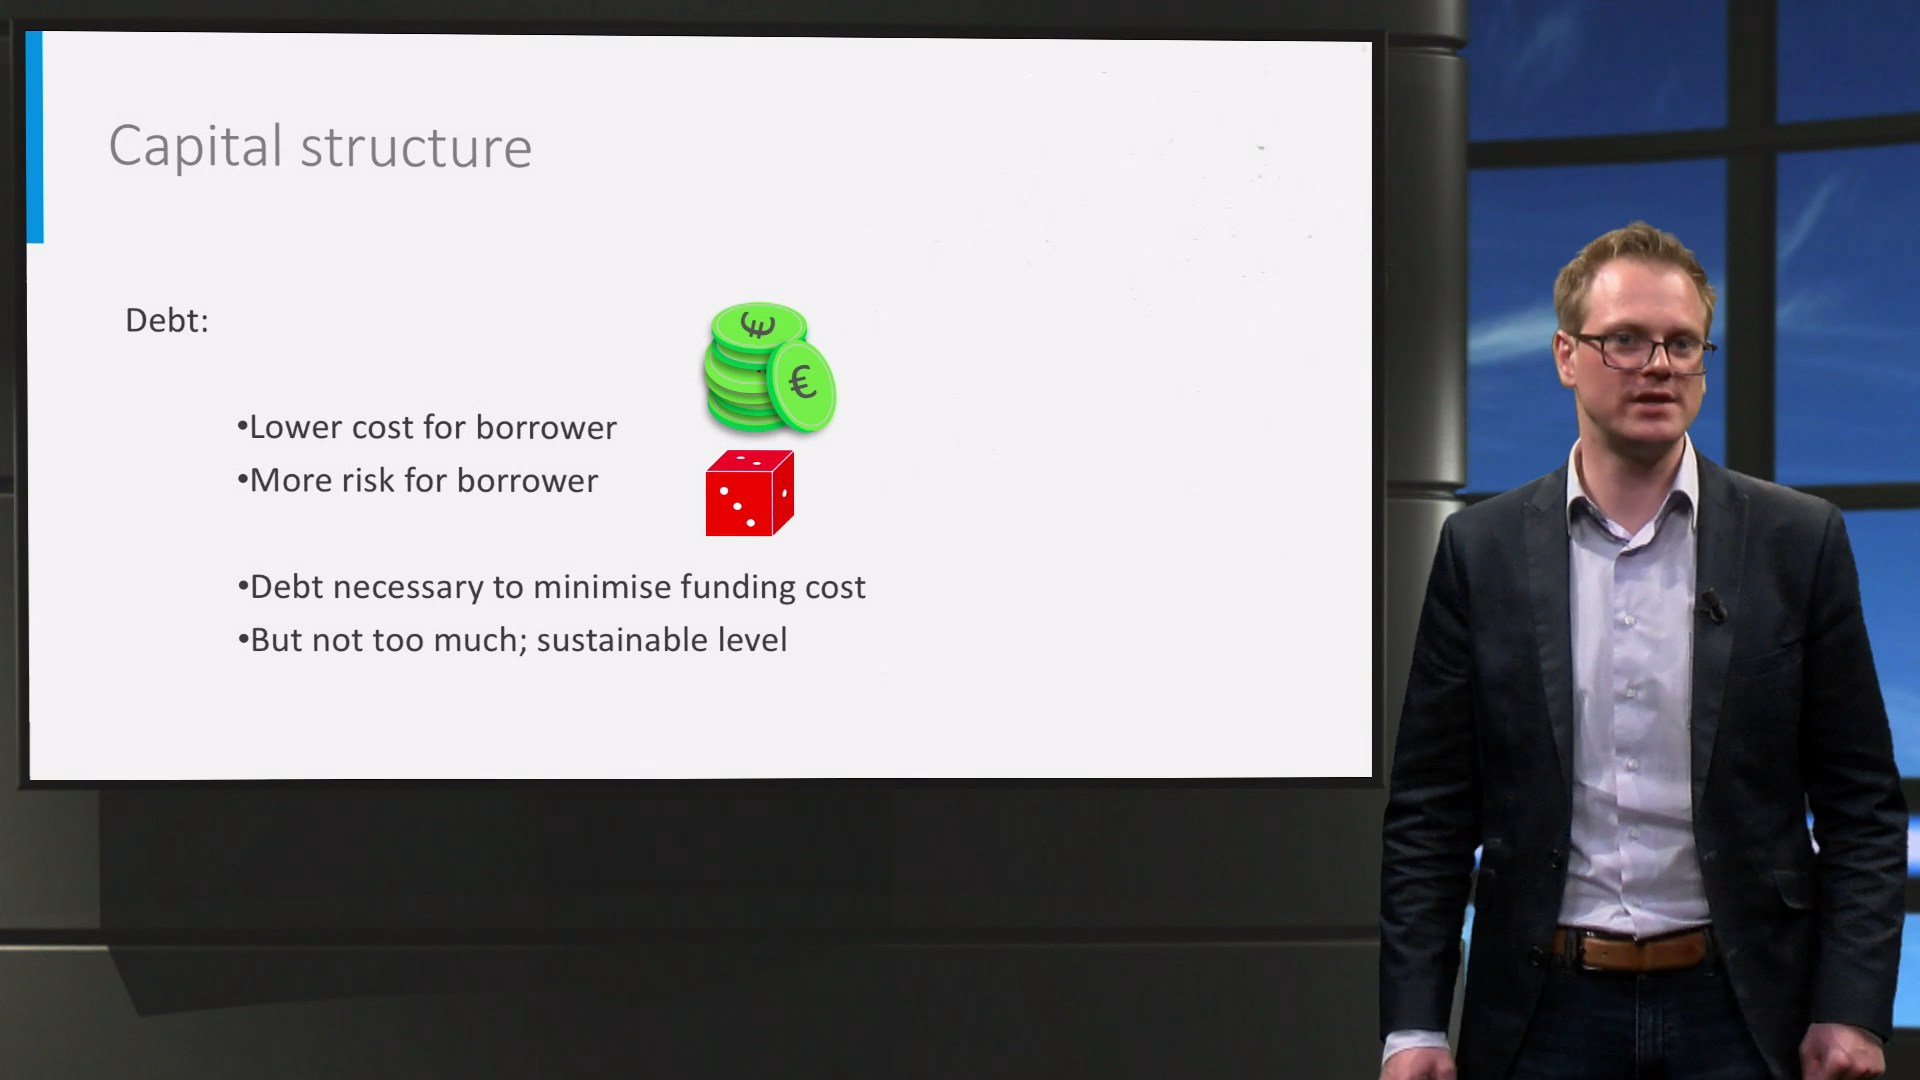 Capital structure
Debt:
•Lower cost for borrower
•More risk for borrower
•Debt necessary to minimise funding cost
•But not too much; sustainable level
€
€